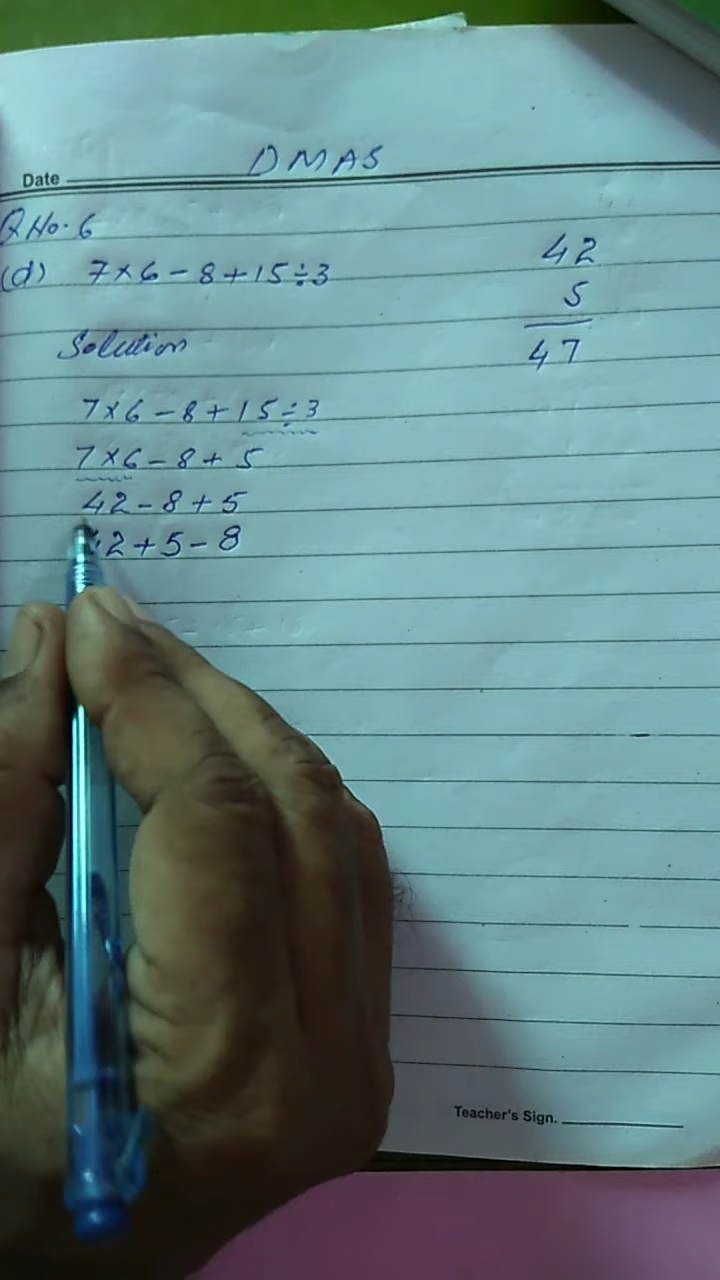 DMAS
Date
Q No. 6
(d) 7×6-8+15÷3
Solution
7×6-8+15÷3
7×6-8+5
42-8+5
42+5-8
42
5
47
Teacher's Sign.